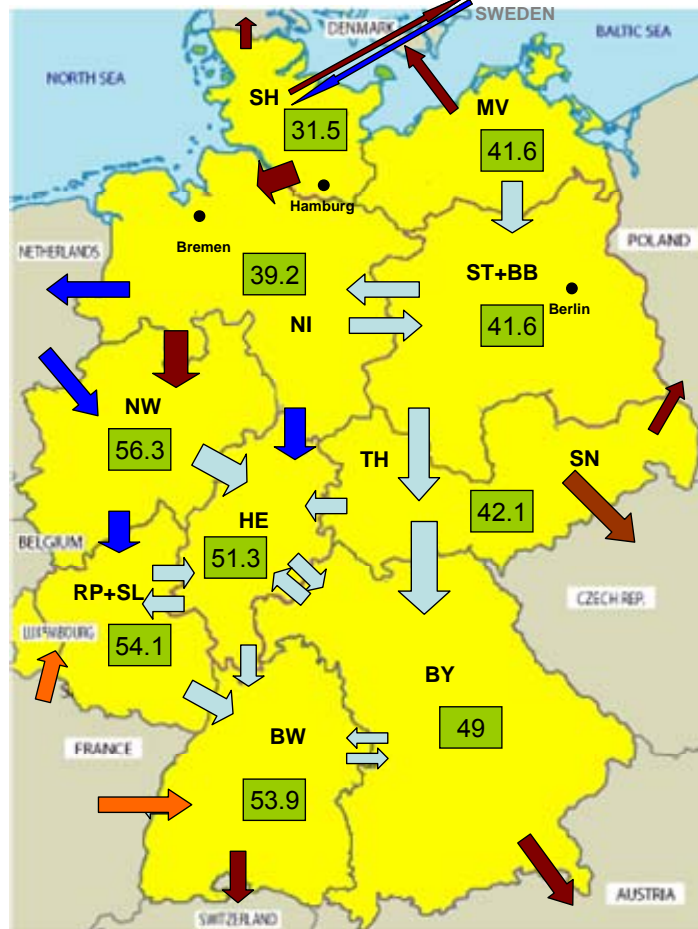 SWEDEN
DENMARK
BALTIC SEA
NORTH SEA
SH
MV
31.5
41.6
Hamburg
Bremen
NETHERLANDS
POLAND
39.2
ST+BB
Berlin
NI
41.6
NW
56.3
TH
SN
HE
42.1
BELGIUM
51.3
RP+SL
CZECH REP.
LUXEMBOURG
54.1
BY
49
FRANCE
BW
53.9
AUSTRIA
SWITZERLAND